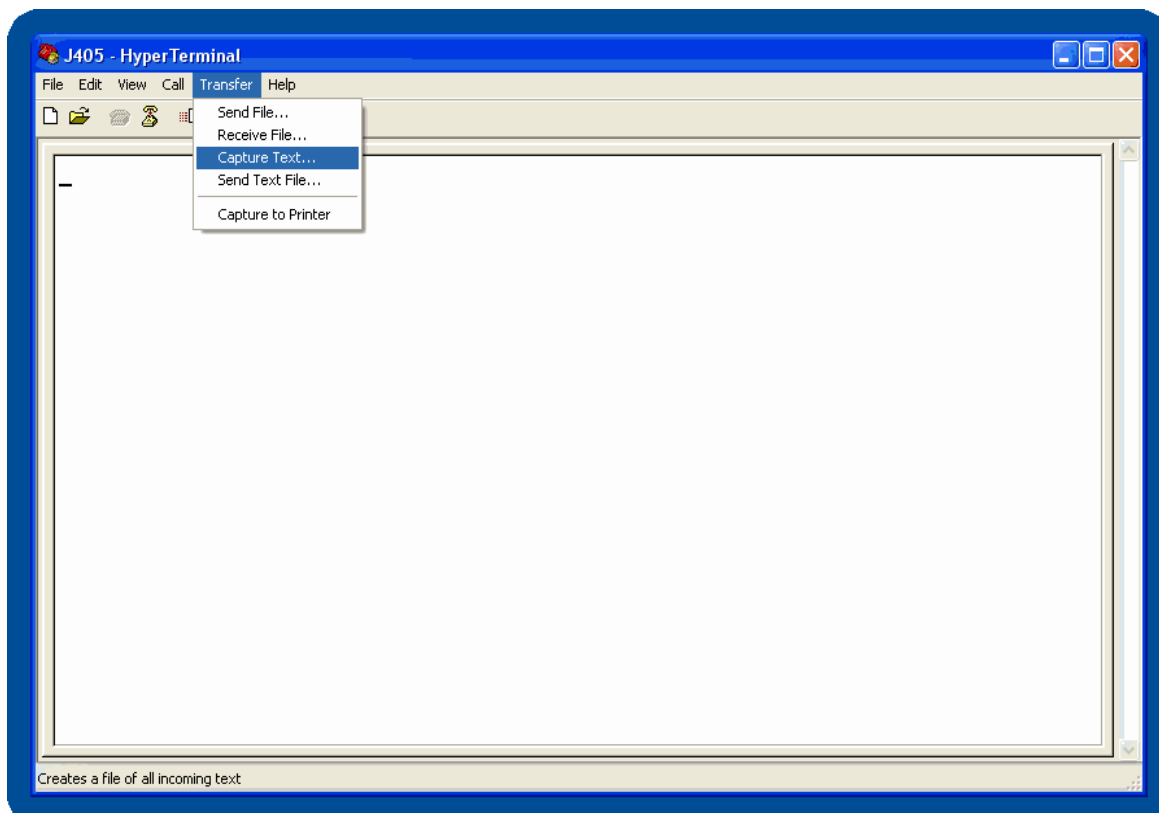 J405 - HyperTerminal
File Edit View Call Transfer Help
Send File...
Receive File...
Capture Text...
Send Text File...
Capture to Printer
Creates a file of all incoming text